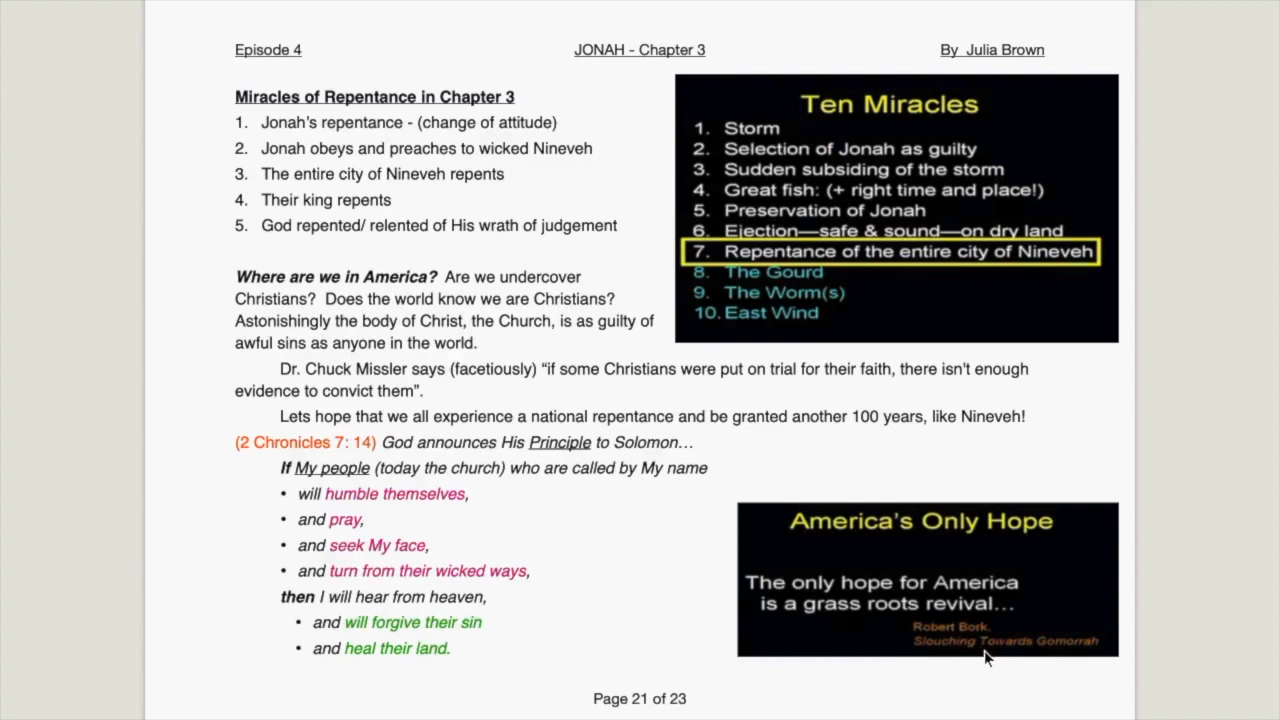 Episode 4 JONAH - Chapter 3 By Julia Brown
Miracles of Repentance in Chapter 3
1. Jonah's repentance - (change of attitude)
2. Jonah obeys and preaches to wicked Nineveh
3. The entire city of Nineveh repents
4. Their king repents
5. God repented/ relented of His wrath of judgement
Ten Miracles
1. Storm
2. Selection of Jonah as guilty
3. Sudden subsiding of the storm
4. Great fish: (+ right time and place!)
5. Preservation of Jonah
6. Ejection—safe & sound—on dry land
7. Repentance of the entire city of Nineveh
8. The Gourd
9. The Worm(s)
10. East Wind
Where are we in America? Are we undercover
Christians? Does the world know we are Christians?
Astonishingly the body of Christ, the Church, is as guilty of
awful sins as anyone in the world.
Dr. Chuck Missler says (facetiously) “if some Christians were put on trial for their faith, there isn't enough
evidence to convict them”.
Lets hope that we all experience a national repentance and be granted another 100 years, like Nineveh!
(2 Chronicles 7: 14) God announces His Principle to Solomon…
If My people (today the church) who are called by My name
• will humble themselves,
• and pray,
• and seek My face,
• and turn from their wicked ways,
then I will hear from heaven,
• and will forgive their sin
• and heal their land.
America's Only Hope
The only hope for America
is a grass roots revival...
Robert Bork.
Slouching Towards Gomorrah
Page 21 of 23